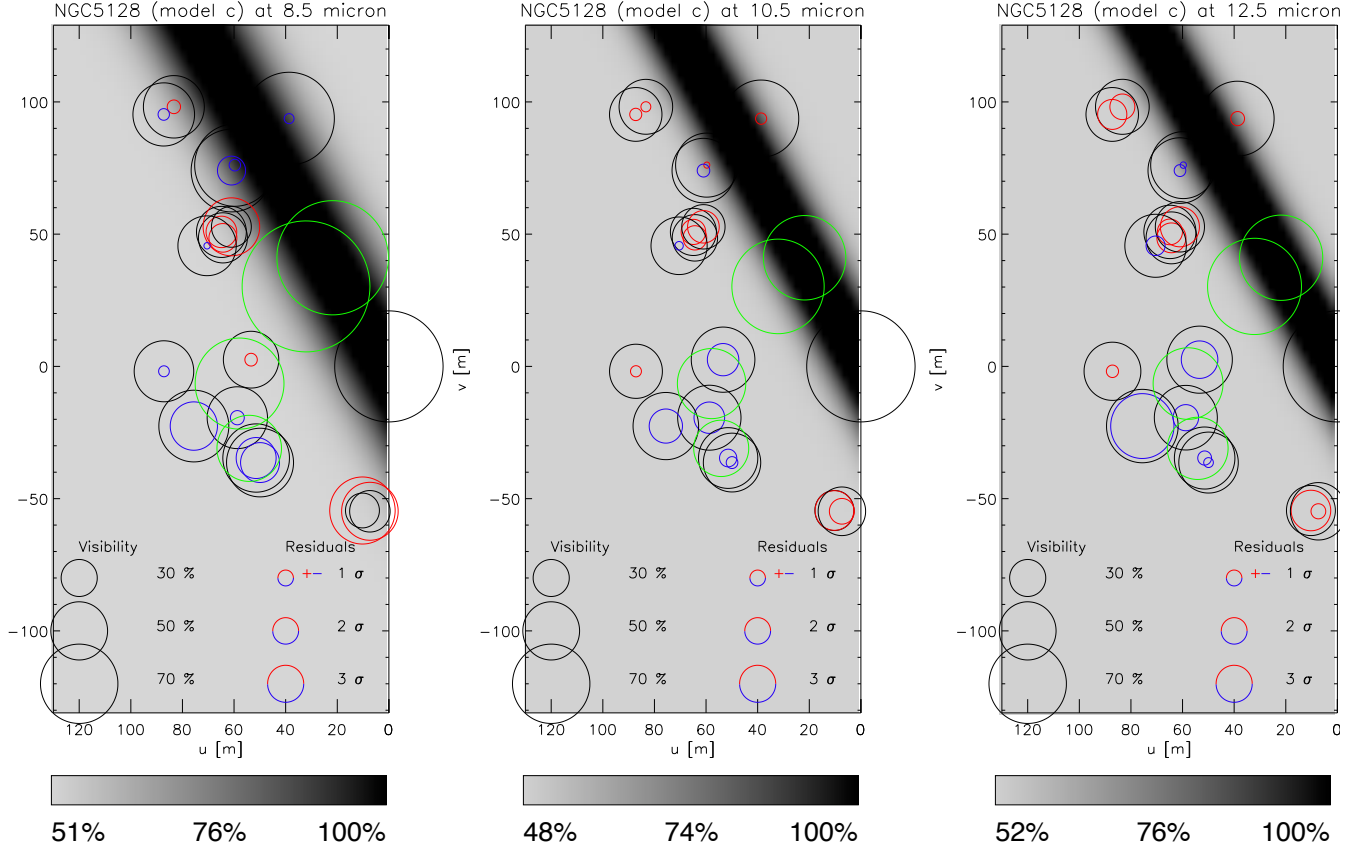 NGC5128 (model c) at 8.5 micron
100
50
0
−50
−100
Visibility
Residuals
30 %
+− 1 σ
50 %
2 σ
70 %
3 σ
120 100 80 60 40 20 0
u [m]
51% 76% 100%
NGC5128 (model c) at 10.5 micron
v [m]
100
50
0
−50
−100
Visibility
Residuals
30 %
+− 1 σ
50 %
2 σ
70 %
3 σ
120 100 80 60 40 20 0
u [m]
48% 74% 100%
NGC5128 (model c) at 12.5 micron
v [m]
100
50
0
−50
−100
Visibility
Residuals
30 %
+− 1 σ
50 %
2 σ
70 %
3 σ
120 100 80 60 40 20 0
u [m]
52% 76% 100%